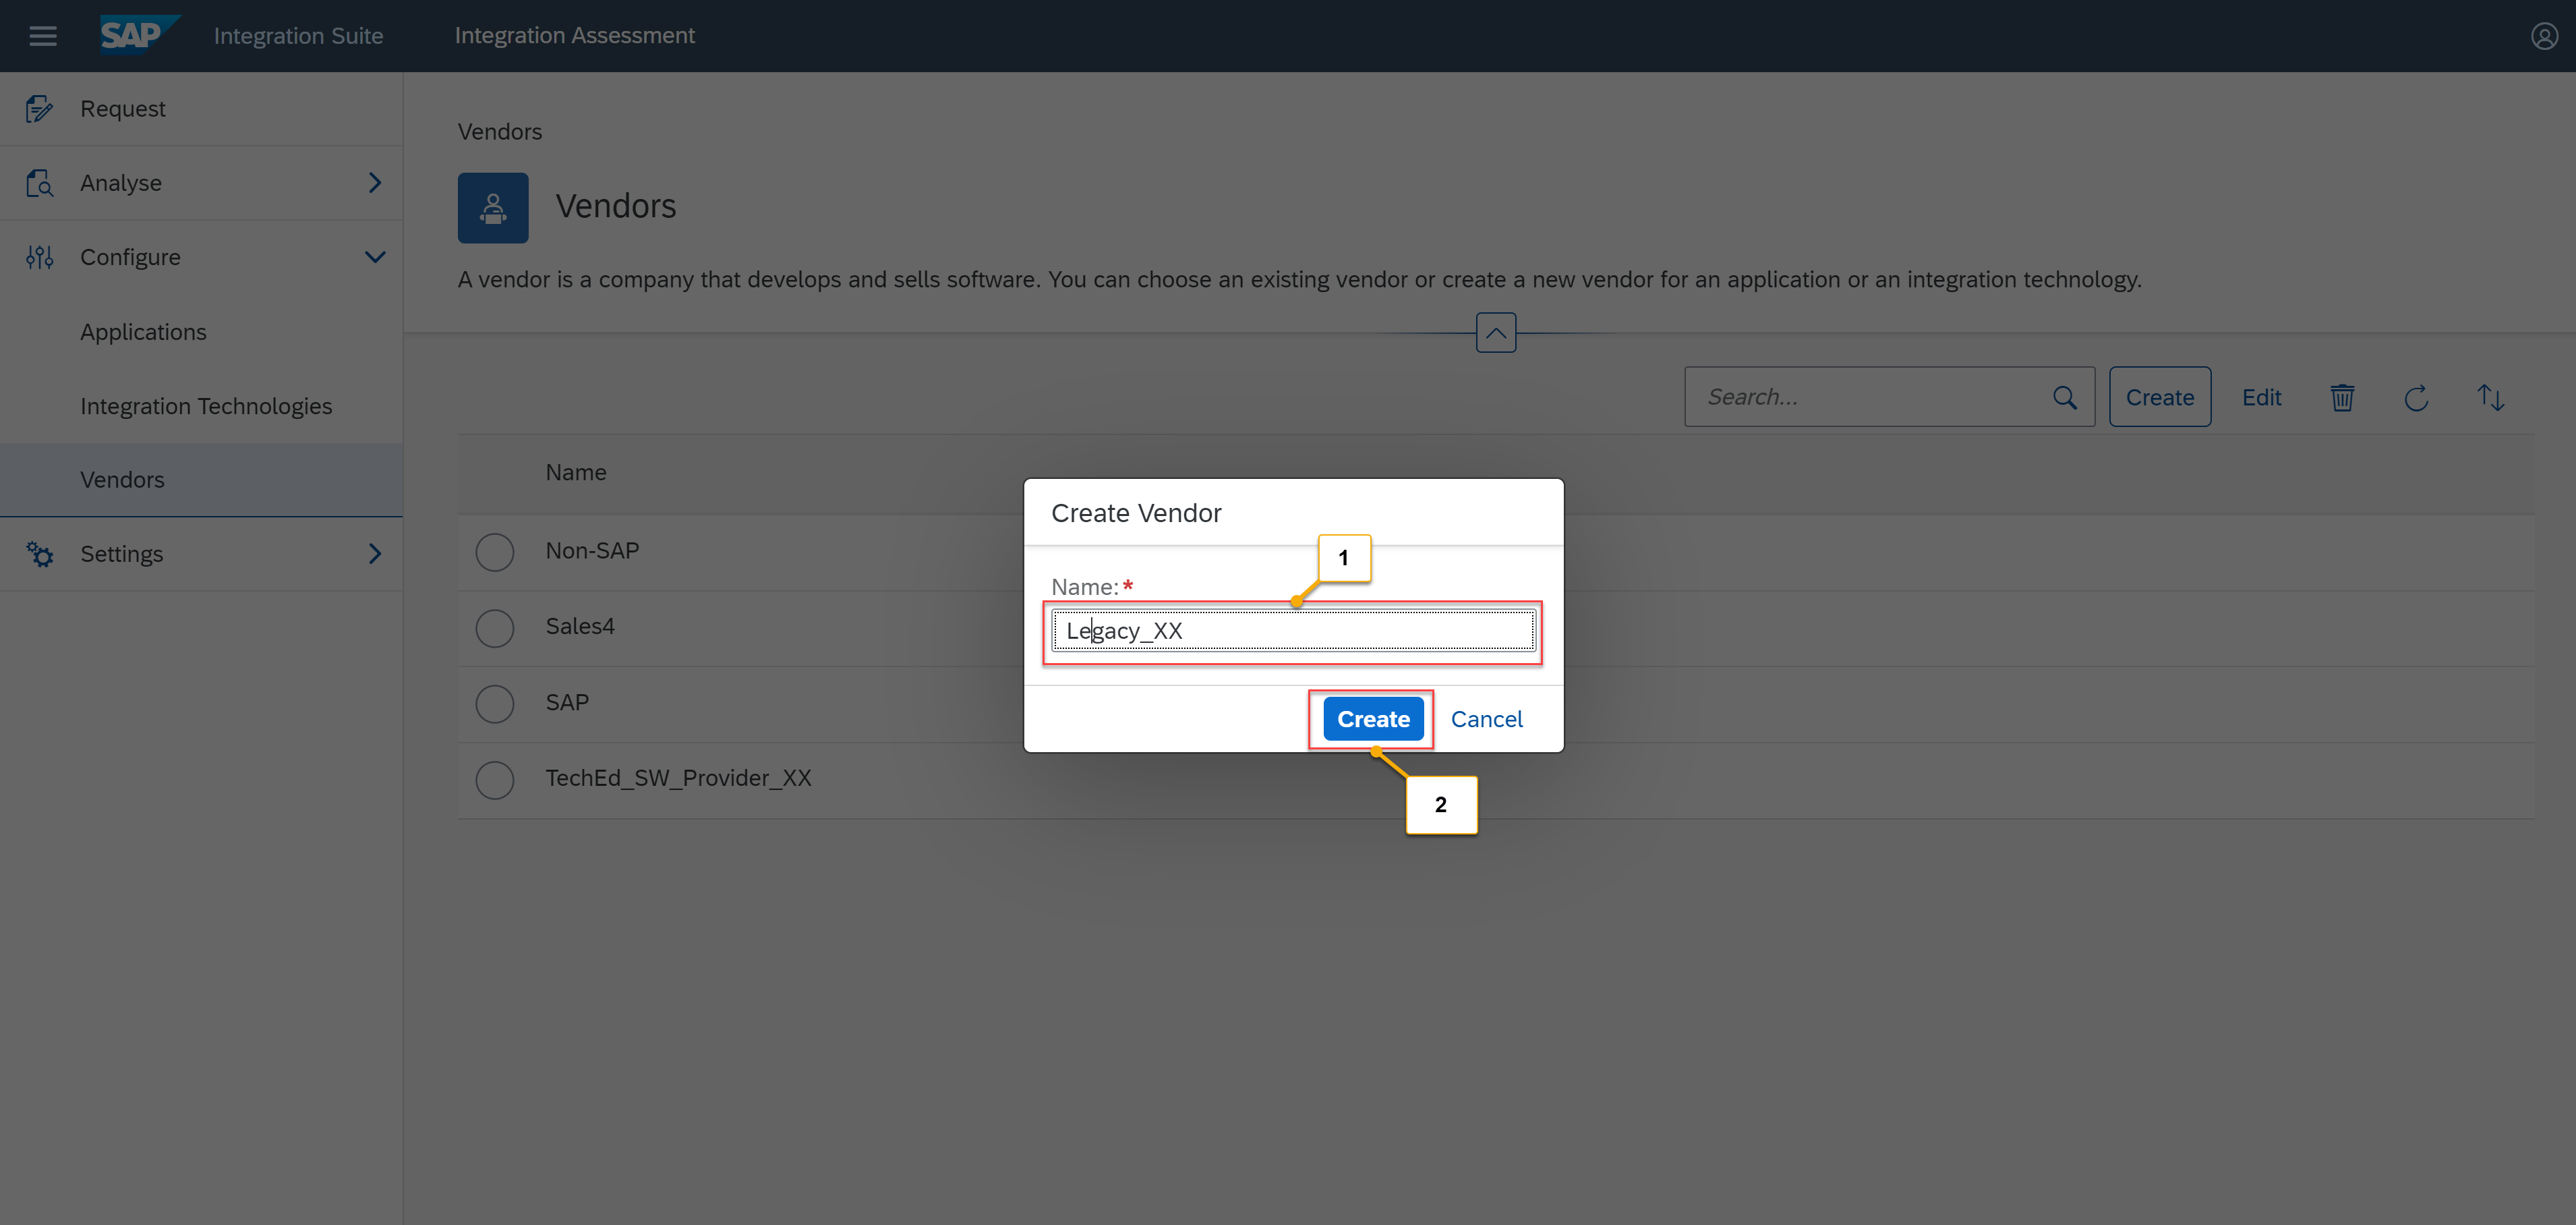 SAP Integration Suite Integration Assessment
Request
Analyse
Configure
Applications
Integration Technologies
Vendors
Settings
Vendors
Vendors
A vendor is a company that develops and sells software. You can choose an existing vendor or create a new vendor for an application or an integration technology.
Search... Create Edit
Name
Non-SAP
Sales4
SAP
TechEd_SW_Provider_XX
Create Vendor
1
Name:*
Legacy_XX
Create Cancel
2